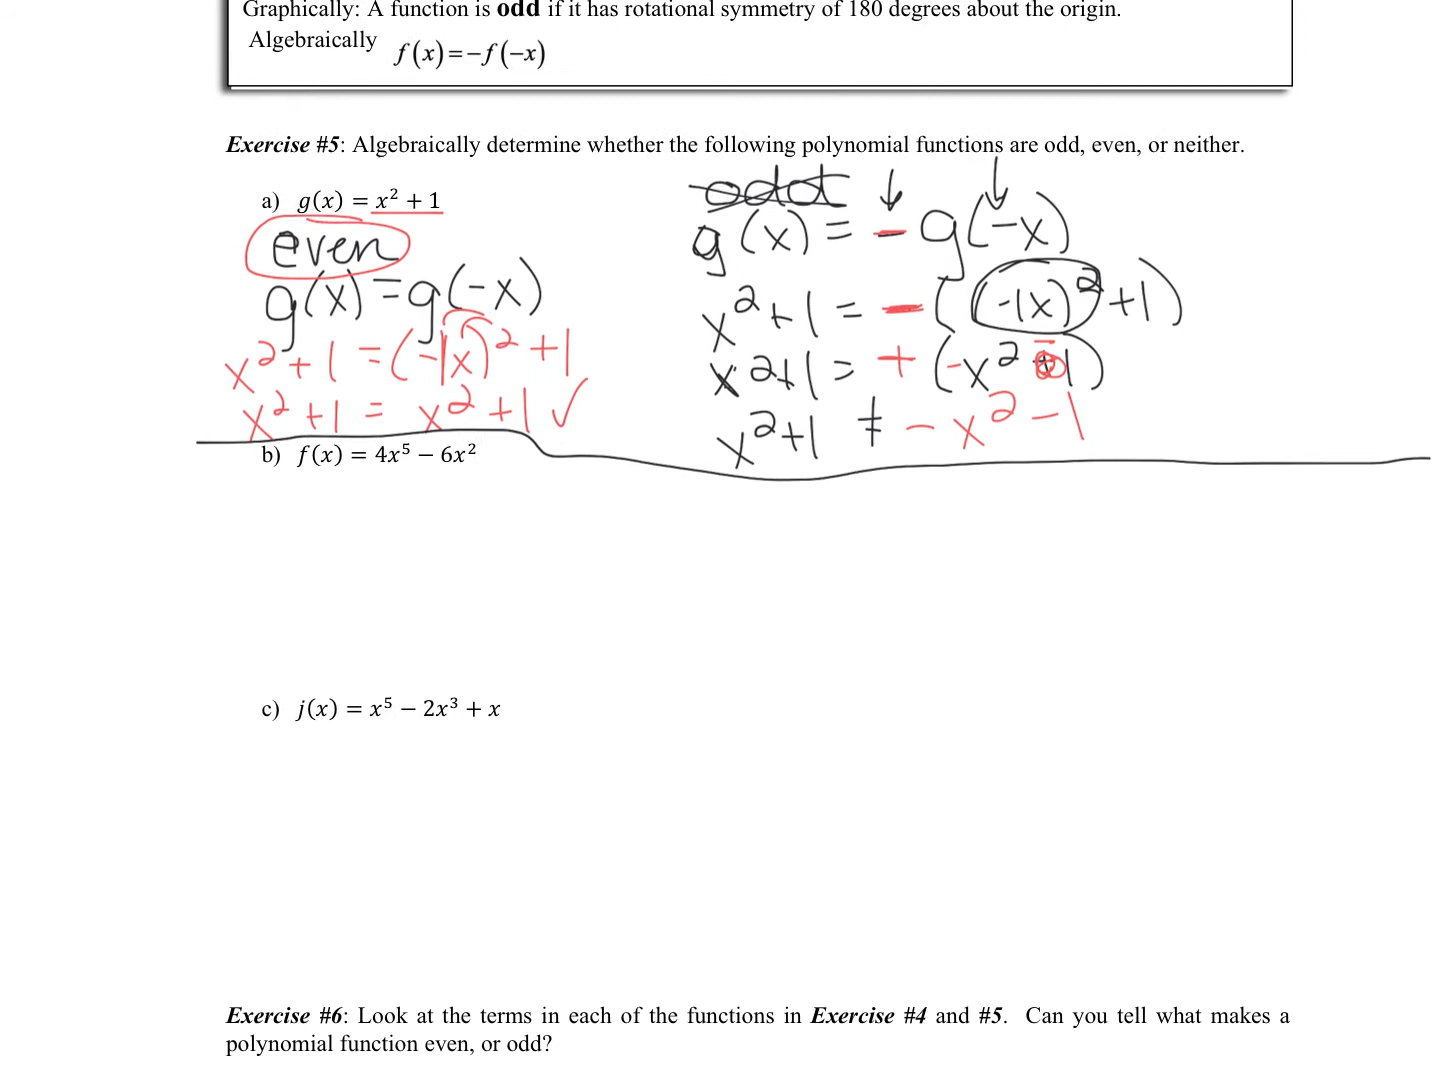 Graphically: A function is odd if it has rotational symmetry of 180 degrees about the origin.
Algebraically f(x)=−f(−x)
Exercise #5: Algebraically determine whether the following polynomial functions are odd, even, or neither.
a) g(x) = x² + 1
even
g(x)=g(-x)
x²+1=(-1x)²+1
x²+1 = x²+1 ✓
odd
g(x) = -g(-x)
x²+1 = -((-1x)²+1)
x²+1 = +(-x² - 1)
x²+1 ≠ -x²-1
b) f(x) = 4x⁵ − 6x²
c) j(x) = x⁵ − 2x³ + x
Exercise #6: Look at the terms in each of the functions in Exercise #4 and #5. Can you tell what makes a
polynomial function even, or odd?